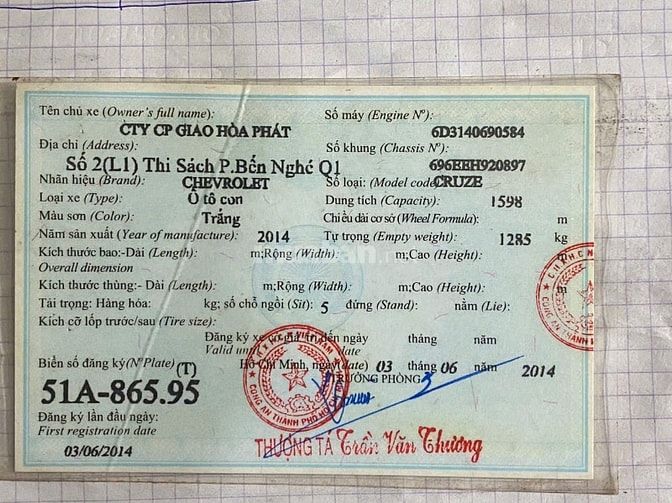 Tên chủ xe (Owner's full name):
CTY CP GIAO HÒA PHÁT
Số máy (Engine Nº):
6D3140690584
Địa chỉ (Address):
Số 2(L1) Thi Sách P.Bến Nghé Q1
Số khung (Chassis Nº):
696EEH920897
Nhãn hiệu (Brand): CHEVROLET
Số loại: (Model code) CRUZE
Loại xe (Type): Ô tô con
Dung tích (Capacity): 1598
Màu sơn (Color): Trắng
Chiều dài cơ sở (Wheel Formula): m
Năm sản xuất (Year of manufacture): 2014
Tự trọng (Empty weight): 1285 kg
Kích thước bao:-Dài (Length): m;Rộng (Width): m;Cao (Height):
Overall dimension
Kích thước thùng:- Dài (Length): m;Rộng (Width): m;Cao (Height):
Tải trọng: Hàng hóa: kg; số chỗ ngồi (Sit): 5 đứng (Stand): nằm (Lie):
Kích cỡ lốp trước/sau (Tire size):
Đăng ký xe có giá trị đến ngày tháng năm
Valid until date
Biển số đăng ký(Nº Plate) (T)
Hồ Chí Minh, ngày(date) 03 tháng 06 năm 2014
TRƯỞNG PHÒNG
51A-865.95
Đăng ký lần đầu ngày:
First registration date
03/06/2014
THƯỢNG TÁ Trần Văn Thương